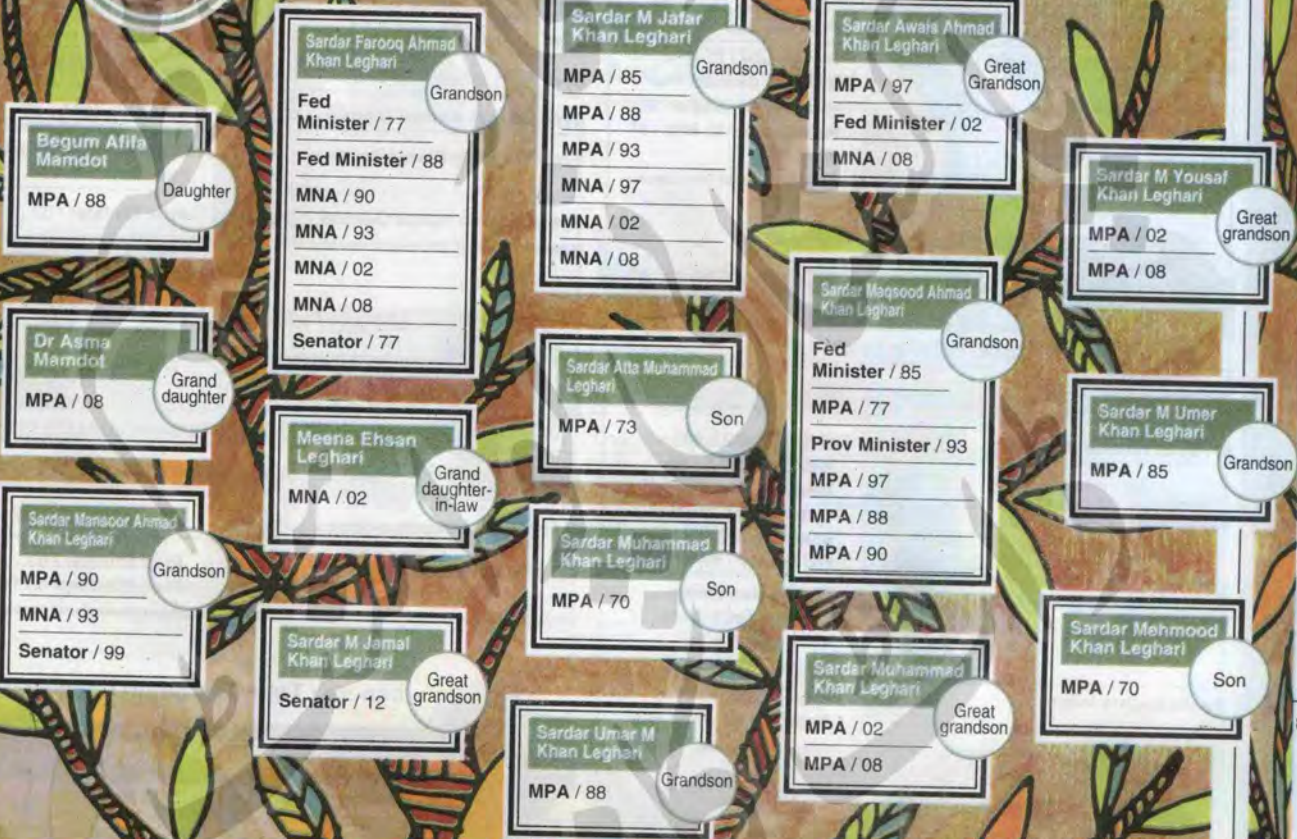 Begum Afifa
Mamdot
Daughter
MPA / 88
Dr Asma
Mamdot
Grand
daughter
MPA / 08
Sardar Mansoor Ahmad
Khan Leghari
Grandson
MPA / 90
MNA / 93
Senator / 99
Sardar Farooq Ahmad
Khan Leghari
Grandson
Fed
Minister / 77
Fed Minister / 88
MNA / 90
MNA / 93
MNA / 02
MNA / 08
Senator / 77
Meena Ehsan
Leghari
Grand
daughter-
in-law
MNA / 02
Sardar M Jamal
Khan Leghari
Great
grandson
Senator / 12
Sardar M Jafar
Khan Leghari
Grandson
MPA / 85
MPA / 88
MPA / 93
MNA / 97
MNA / 02
MNA / 08
Sardar Atta Muhammad
Leghari
Son
MPA / 73
Sardar Muhammad
Khan Leghari
Son
MPA / 70
Sardar Umar M
Khan Leghari
Grandson
MPA / 88
Sardar Awais Ahmad
Khan Leghari
Great
Grandson
MPA / 97
Fed Minister / 02
MNA / 08
Sardar Maqsood Ahmad
Khan Leghari
Grandson
Fed
Minister / 85
MPA / 77
Prov Minister / 93
MPA / 97
MPA / 88
MPA / 90
Sardar Muhammad
Khan Leghari
Great
grandson
MPA / 02
MPA / 08
Sardar M Yousaf
Khan Leghari
Great
grandson
MPA / 02
MPA / 08
Sardar M Umer
Khan Leghari
Grandson
MPA / 85
Sardar Mehmood
Khan Leghari
Son
MPA / 70